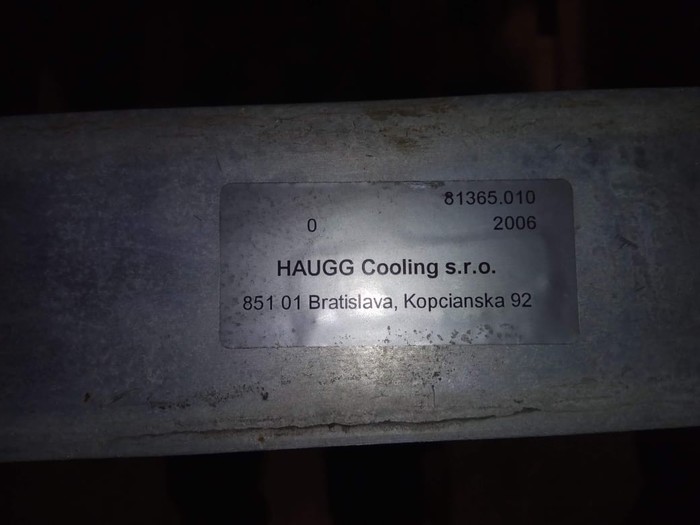 81365.010
0 2006
HAUGG Cooling s.r.o.
851 01 Bratislava, Kopcianska 92